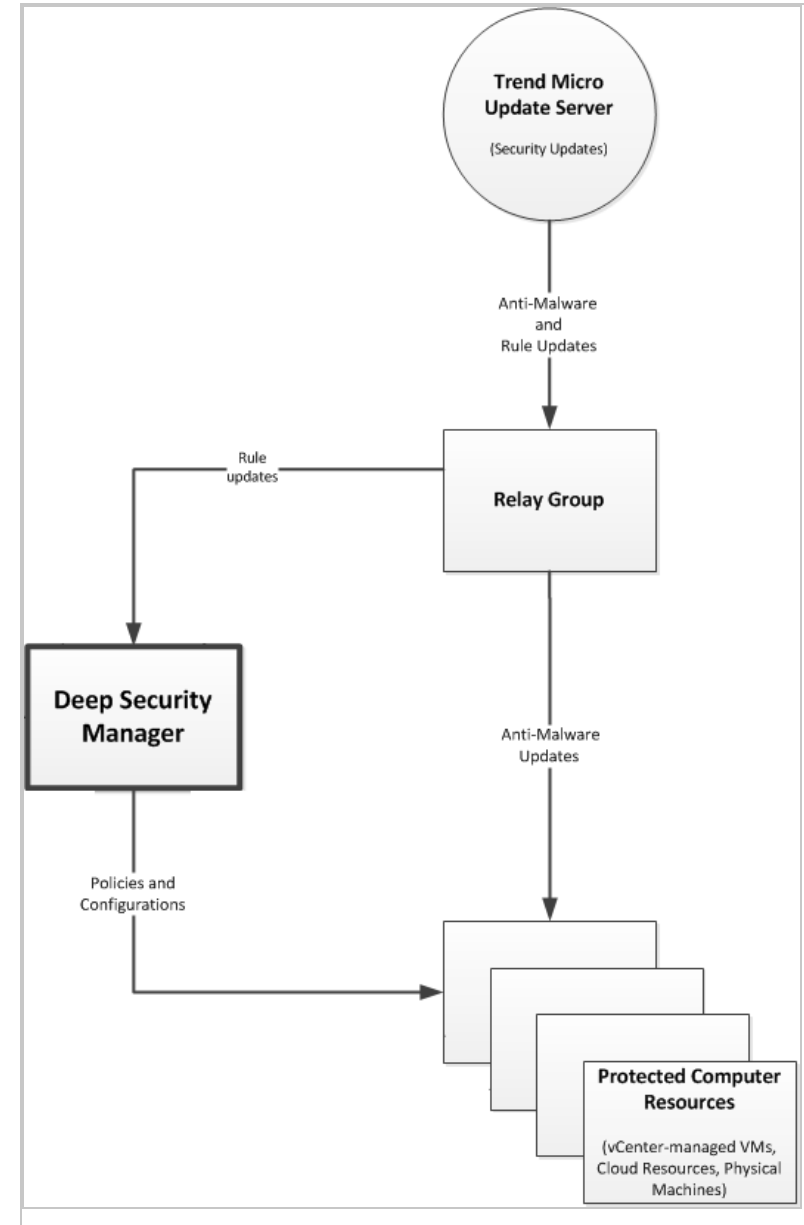 Trend Micro
Update Server
(Security Updates)
Anti-Malware
and
Rule Updates
Rule
updates
Relay Group
Deep Security
Manager
Anti-Malware
Updates
Policies and
Configurations
Protected Computer
Resources
(vCenter-managed VMs,
Cloud Resources, Physical
Machines)